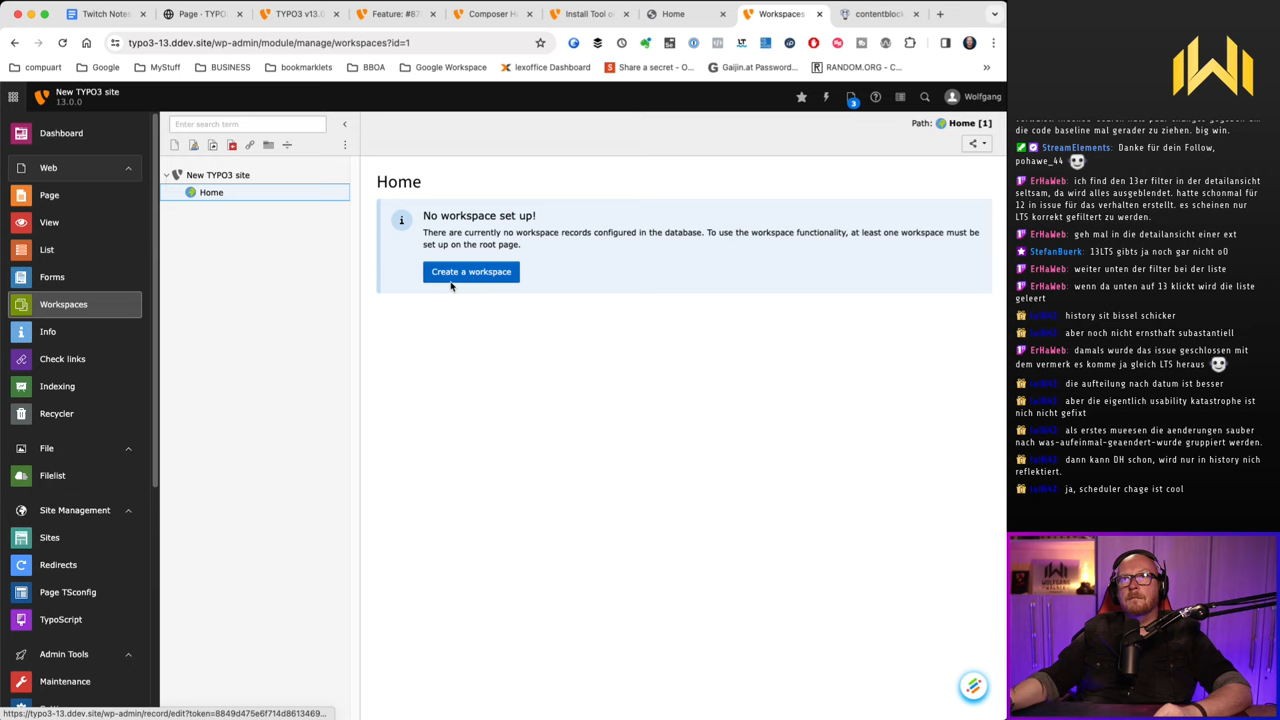 Twitch Notes
Page - TYPO
TYPO3 v13.0
Feature: #87
Composer H
Install Tool o
Home
Workspaces
contentblock
typo3-13.ddev.site/wp-admin/module/manage/workspaces?id=1
compuart
Google
MyStuff
BUSINESS
bookmarklets
BBOA
Google Workspace
lexoffice Dashboard
Share a secret - O...
Gaijin.at Password...
RANDOM.ORG - C...
»
New TYPO3 site
13.0.0
3
Wolfgang
Dashboard
Web
Page
View
List
Forms
Workspaces
Info
Check links
Indexing
Recycler
File
Filelist
Site Management
Sites
Redirects
Page TSconfig
TypoScript
Admin Tools
Maintenance
https://typo3-13.ddev.site/wp-admin/record/edit?token=8849d475e6f714d8613469...
Enter search term
New TYPO3 site
Home
Path: Home [1]
Home
No workspace set up!
There are currently no workspace records configured in the database. To use the workspace functionality, at least one workspace must be
set up on the root page.
Create a workspace
die code baseline mal gerader zu ziehen. big win.
StreamElements: Danke für dein Follow,
pohawe_44
ErHaWeb: ich find den 13er filter in der detailansicht
seltsam, da wird alles ausgeblendet. hatte schonmal für
12 in issue für das verhalten erstellt. es scheinen nur
LTS korrekt gefiltert zu werden.
ErHaWeb: geh mal in die detailansicht einer ext
StefanBuerk: 13LTS gibts ja noch gar nicht o0
ErHaWeb: weiter unten der filter bei der liste
ErHaWeb: wenn da unten auf 13 klickt wird die liste
geleert
history sit bissel schicker
aber noch nicht ernsthaft subastantiell
ErHaWeb: damals wurde das issue geschlossen mit
dem vermerk es komme ja gleich LTS heraus
die aufteilung nach datum ist besser
aber die eigentlich usability katastrophe ist
nich nicht gefixt
als erstes mueesen die aenderungen sauber
nach was-aufeinmal-geaendert-wurde gruppiert werden.
dann kann DH schon, wird nur in history nich
reflektiert.
ja, scheduler chage ist cool